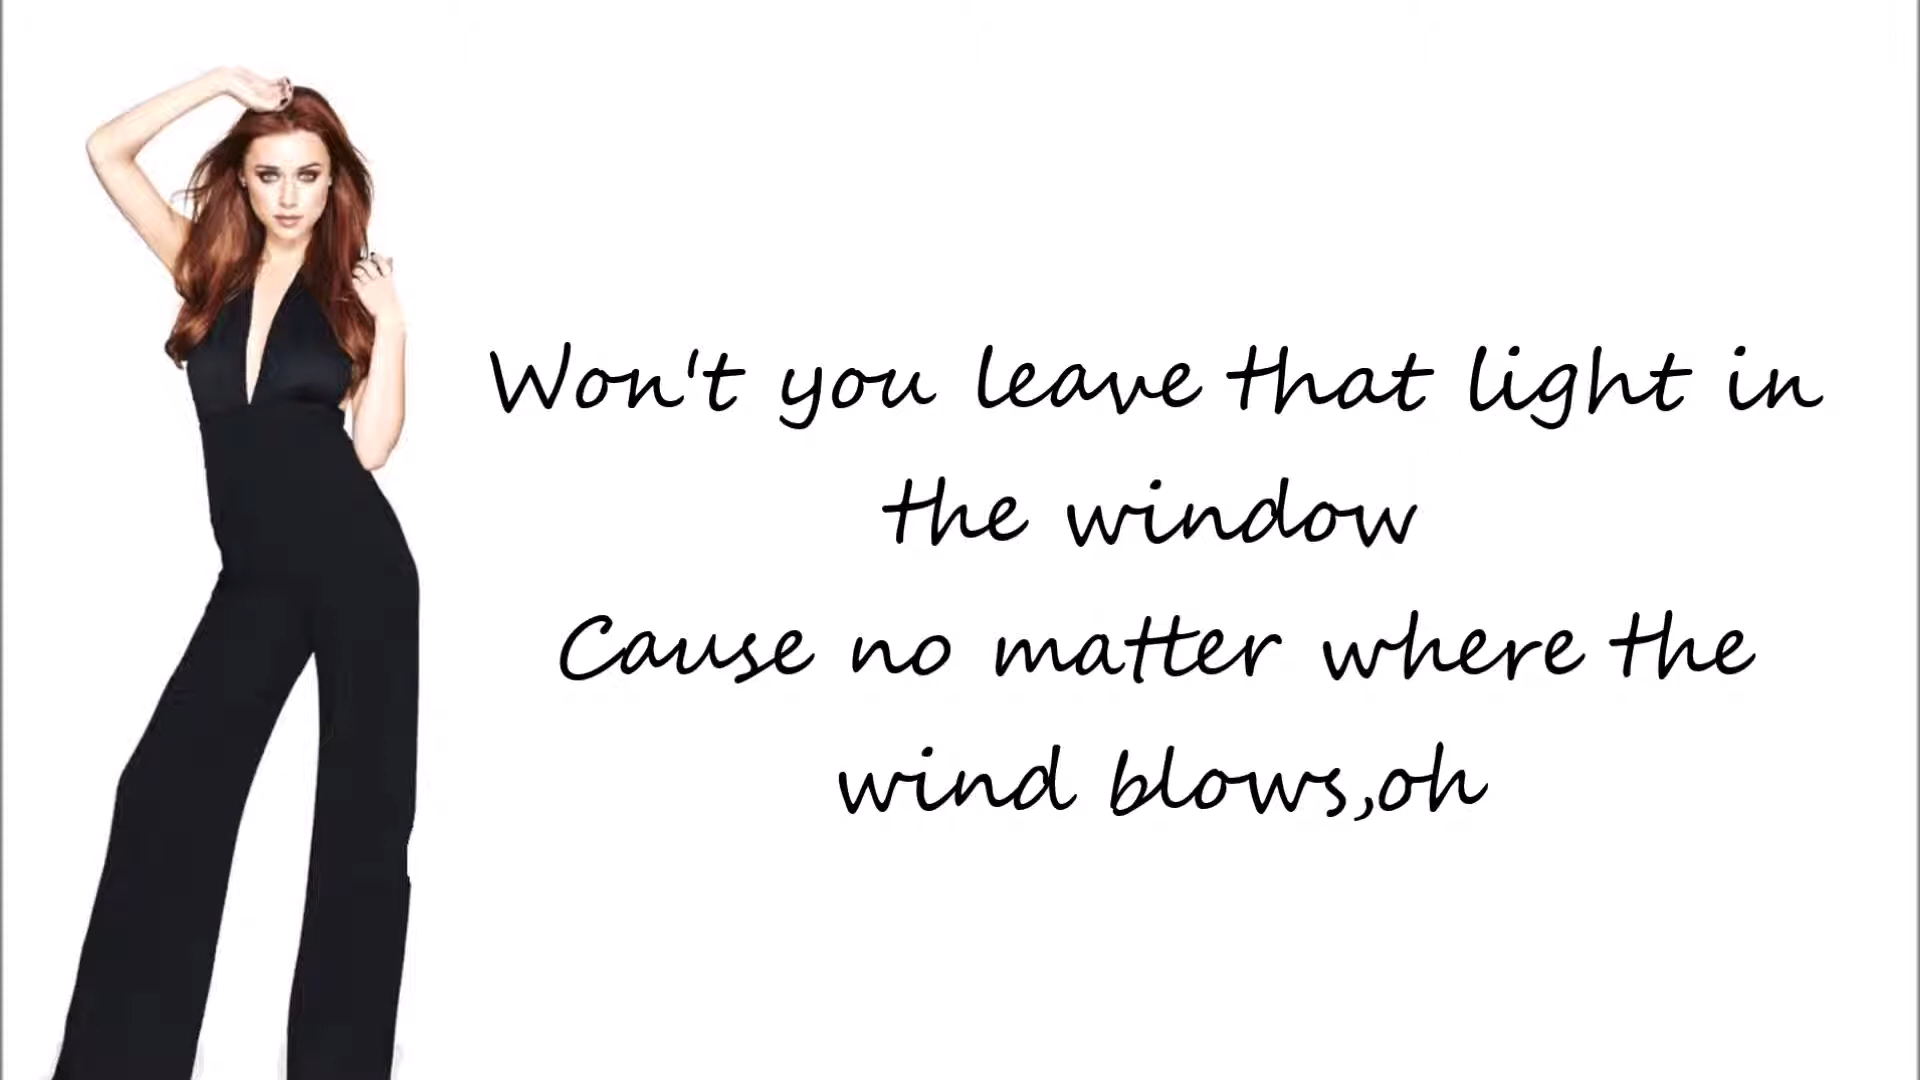 Won't you leave that light in
the window
Cause no matter where the
wind blows,oh